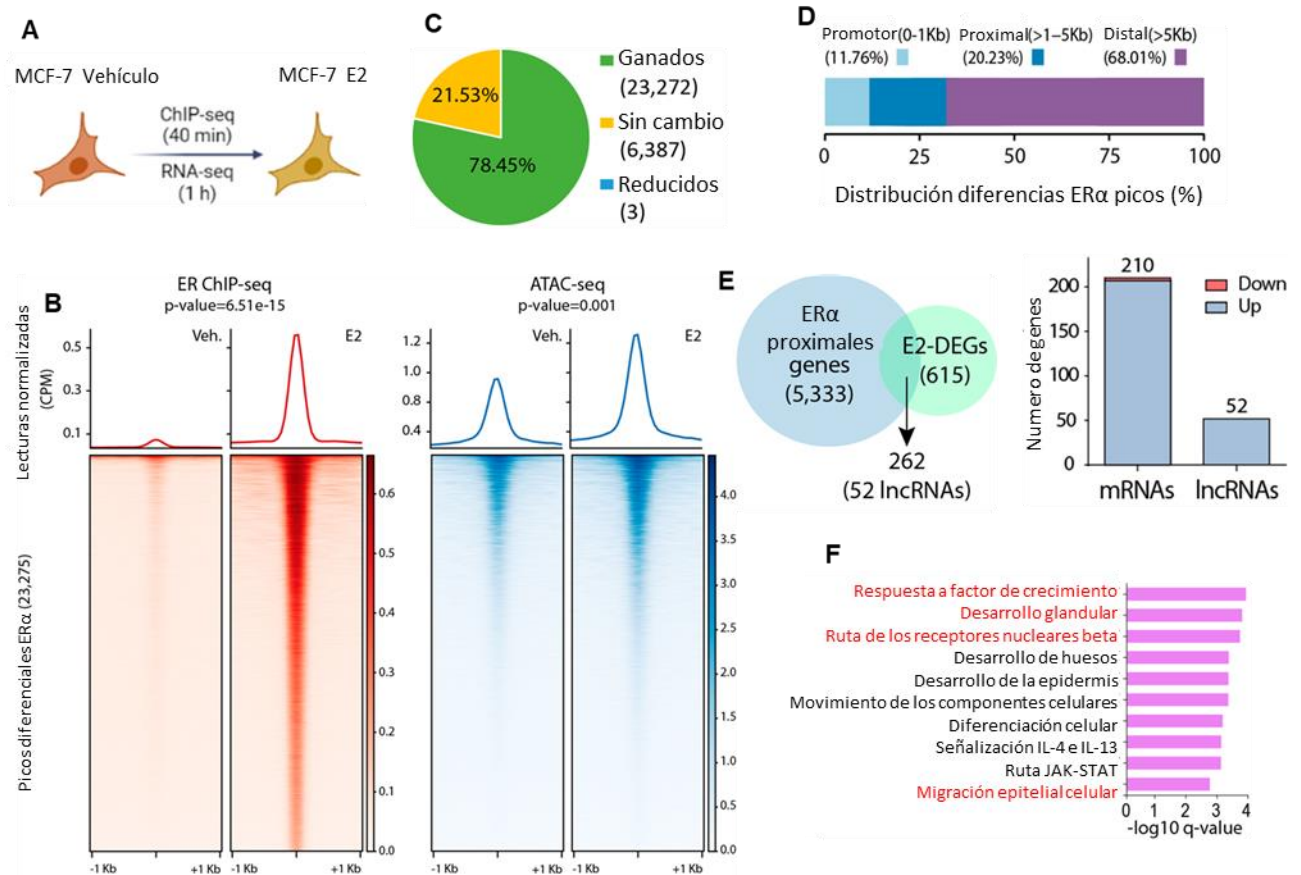 A
MCF-7 Vehículo
MCF-7 E2
ChIP-seq
(40 min)
RNA-seq
(1 h)
C
21.53%
78.45%
Ganados
(23,272)
Sin cambio
(6,387)
Reducidos
(3)
D
Promotor(0-1Kb) Proximal(>1–5Kb) Distal(>5Kb)
(11.76%) (20.23%) (68.01%)
0 25 50 75 100
Distribución diferencias ERα picos (%)
B
ER ChIP-seq
p-value=6.51e-15
ATAC-seq
p-value=0.001
Lecturas normalizadas
(CPM)
Veh. E2 Veh. E2
0.5
0.3
0.1
1.2
1.0
0.8
0.6
0.4
Picos diferenciales ERα (23,275)
0.6
0.5
0.4
0.3
0.2
0.1
0.0
4.0
3.5
3.0
2.5
2.0
1.5
1.0
0.5
0.0
-1 Kb +1 Kb -1 Kb +1 Kb -1 Kb +1 Kb -1 Kb +1 Kb
E
ERα
proximales
genes
(5,333)
E2-DEGs
(615)
262
(52 lncRNAs)
Numero de genes
200
150
100
50
0
210
52
Down
Up
mRNAs lncRNAs
F
Respuesta a factor de crecimiento
Desarrollo glandular
Ruta de los receptores nucleares beta
Desarrollo de huesos
Desarrollo de la epidermis
Movimiento de los componentes celulares
Diferenciación celular
Señalización IL-4 e IL-13
Ruta JAK-STAT
Migración epitelial celular
0 1 2 3 4
-log10 q-value